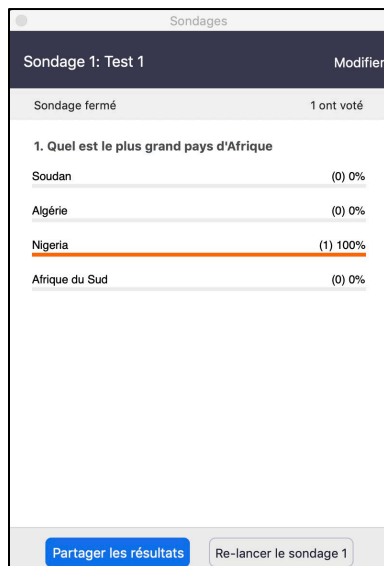 Sondages
Sondage 1: Test 1 Modifier
Sondage fermé 1 ont voté
1. Quel est le plus grand pays d'Afrique
Soudan (0) 0%
Algérie (0) 0%
Nigeria (1) 100%
Afrique du Sud (0) 0%
Partager les résultats Re-lancer le sondage 1